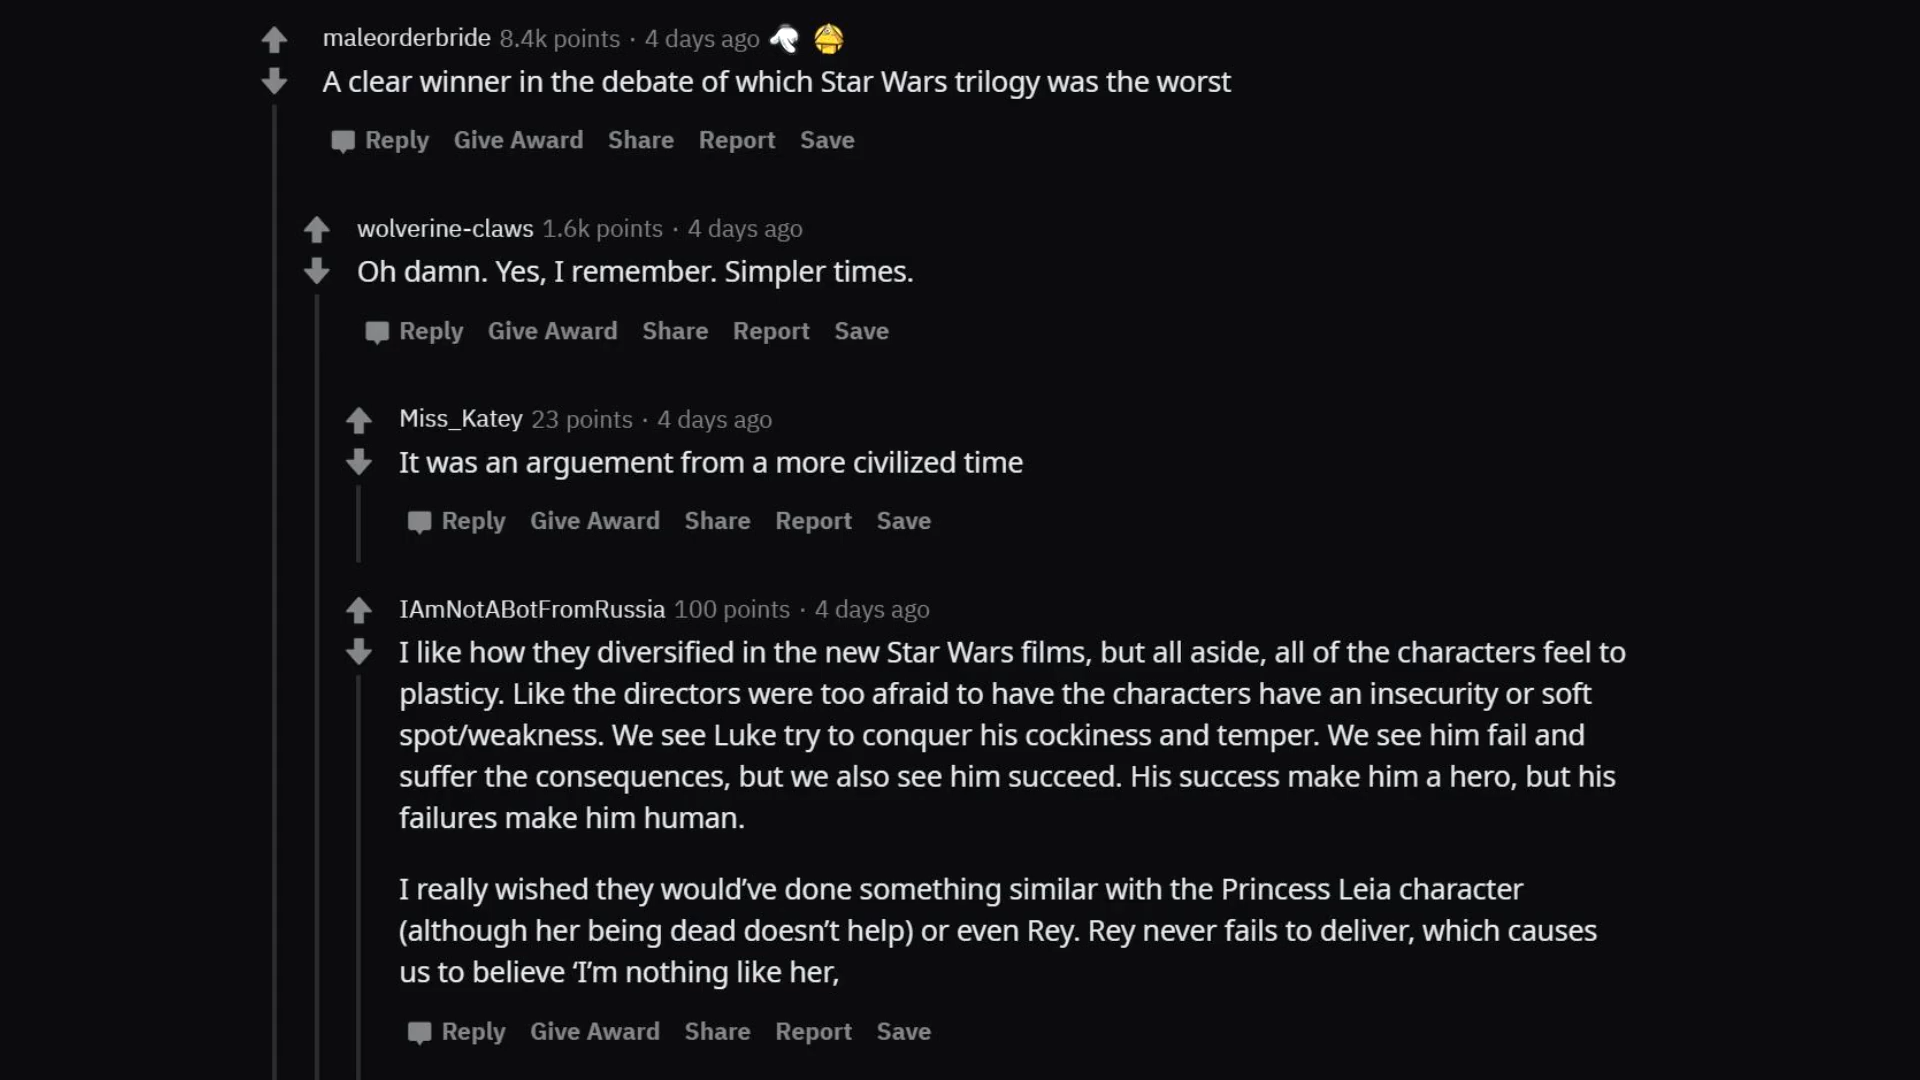 maleorderbride 8.4k points · 4 days ago
A clear winner in the debate of which Star Wars trilogy was the worst
Reply Give Award Share Report Save
wolverine-claws 1.6k points · 4 days ago
Oh damn. Yes, I remember. Simpler times.
Reply Give Award Share Report Save
Miss_Katey 23 points · 4 days ago
It was an arguement from a more civilized time
Reply Give Award Share Report Save
IAmNotABotFromRussia 100 points · 4 days ago
I like how they diversified in the new Star Wars films, but all aside, all of the characters feel to
plasticy. Like the directors were too afraid to have the characters have an insecurity or soft
spot/weakness. We see Luke try to conquer his cockiness and temper. We see him fail and
suffer the consequences, but we also see him succeed. His success make him a hero, but his
failures make him human.
I really wished they would’ve done something similar with the Princess Leia character
(although her being dead doesn’t help) or even Rey. Rey never fails to deliver, which causes
us to believe ‘I’m nothing like her,
Reply Give Award Share Report Save